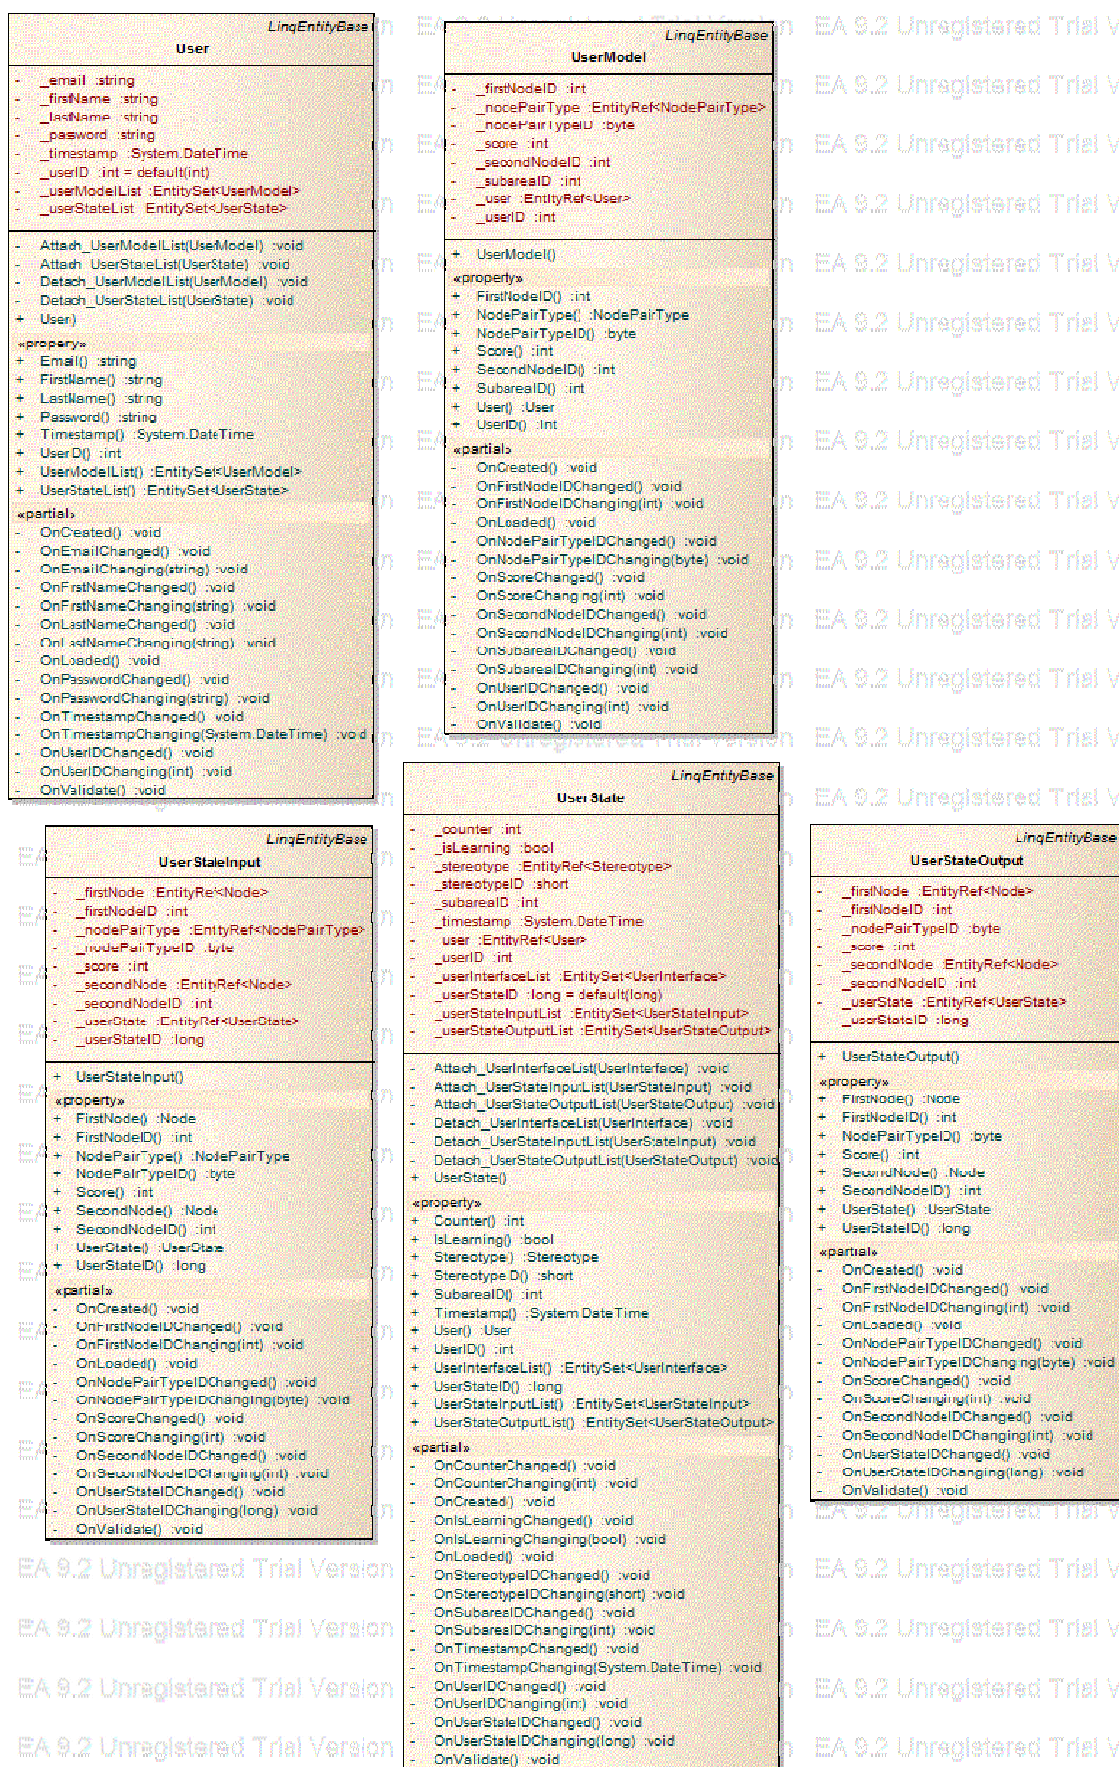 LinqEntityBase
User
- _email :string
- _firstName :string
- _lastName :string
- _password :string
- _timestamp :System.DateTime
- _userID :int = default(int)
- _userModelList :EntitySet<UserModel>
- _userStateList :EntitySet<UserState>
- Attach_UserModelList(UserModel) :void
- Attach_UserStateList(UserState) :void
- Detach_UserModelList(UserModel) :void
- Detach_UserStateList(UserState) :void
+ User()
«property»
+ Email() :string
+ FirstName() :string
+ LastName() :string
+ Password() :string
+ Timestamp() :System.DateTime
+ UserID() :int
+ UserModelList() :EntitySet<UserModel>
+ UserStateList() :EntitySet<UserState>
«partial»
- OnCreated() :void
- OnEmailChanged() :void
- OnEmailChanging(string) :void
- OnFirstNameChanged() :void
- OnFirstNameChanging(string) :void
- OnLastNameChanged() :void
- OnLastNameChanging(string) :void
- OnLoaded() :void
- OnPasswordChanged() :void
- OnPasswordChanging(string) :void
- OnTimestampChanged() :void
- OnTimestampChanging(System.DateTime) :void
- OnUserIDChanged() :void
- OnUserIDChanging(int) :void
- OnValidate() :void
LinqEntityBase
UserModel
- _firstNodeID :int
- _nodePairType :EntityRef<NodePairType>
- _nodePairTypeID :byte
- _score :int
- _secondNodeID :int
- _subareaID :int
- _user :EntityRef<User>
- _userID :int
+ UserModel()
«property»
+ FirstNodeID() :int
+ NodePairType() :NodePairType
+ NodePairTypeID() :byte
+ Score() :int
+ SecondNodeID() :int
+ SubareaID() :int
+ User() :User
+ UserID() :int
«partial»
- OnCreated() :void
- OnFirstNodeIDChanged() :void
- OnFirstNodeIDChanging(int) :void
- OnLoaded() :void
- OnNodePairTypeIDChanged() :void
- OnNodePairTypeIDChanging(byte) :void
- OnScoreChanged() :void
- OnScoreChanging(int) :void
- OnSecondNodeIDChanged() :void
- OnSecondNodeIDChanging(int) :void
- OnSubareaIDChanged() :void
- OnSubareaIDChanging(int) :void
- OnUserIDChanged() :void
- OnUserIDChanging(int) :void
- OnValidate() :void
LinqEntityBase
UserStateInput
- _firstNode :EntityRef<Node>
- _firstNodeID :int
- _nodePairType :EntityRef<NodePairType>
- _nodePairTypeID :byte
- _score :int
- _secondNode :EntityRef<Node>
- _secondNodeID :int
- _userState :EntityRef<UserState>
- _userStateID :long
+ UserStateInput()
«property»
+ FirstNode() :Node
+ FirstNodeID() :int
+ NodePairType() :NodePairType
+ NodePairTypeID() :byte
+ Score() :int
+ SecondNode() :Node
+ SecondNodeID() :int
+ UserState() :UserState
+ UserStateID() :long
«partial»
- OnCreated() :void
- OnFirstNodeIDChanged() :void
- OnFirstNodeIDChanging(int) :void
- OnLoaded() :void
- OnNodePairTypeIDChanged() :void
- OnNodePairTypeIDChanging(byte) :void
- OnScoreChanged() :void
- OnScoreChanging(int) :void
- OnSecondNodeIDChanged() :void
- OnSecondNodeIDChanging(int) :void
- OnUserStateIDChanged() :void
- OnUserStateIDChanging(long) :void
- OnValidate() :void
LinqEntityBase
UserState
- _counter :int
- _isLearning :bool
- _stereotype :EntityRef<Stereotype>
- _stereotypeID :short
- _subareaID :int
- _timestamp :System.DateTime
- _user :EntityRef<User>
- _userID :int
- _userInterfaceList :EntitySet<UserInterface>
- _userStateID :long = default(long)
- _userStateInputList :EntitySet<UserStateInput>
- _userStateOutputList :EntitySet<UserStateOutput>
- Attach_UserInterfaceList(UserInterface) :void
- Attach_UserStateInputList(UserStateInput) :void
- Attach_UserStateOutputList(UserStateOutput) :void
- Detach_UserInterfaceList(UserInterface) :void
- Detach_UserStateInputList(UserStateInput) :void
- Detach_UserStateOutputList(UserStateOutput) :void
+ UserState()
«property»
+ Counter() :int
+ IsLearning() :bool
+ Stereotype() :Stereotype
+ StereotypeID() :short
+ SubareaID() :int
+ Timestamp() :System.DateTime
+ User() :User
+ UserID() :int
+ UserInterfaceList() :EntitySet<UserInterface>
+ UserStateID() :long
+ UserStateInputList() :EntitySet<UserStateInput>
+ UserStateOutputList() :EntitySet<UserStateOutput>
«partial»
- OnCounterChanged() :void
- OnCounterChanging(int) :void
- OnCreated() :void
- OnIsLearningChanged() :void
- OnIsLearningChanging(bool) :void
- OnLoaded() :void
- OnStereotypeIDChanged() :void
- OnStereotypeIDChanging(short) :void
- OnSubareaIDChanged() :void
- OnSubareaIDChanging(int) :void
- OnTimestampChanged() :void
- OnTimestampChanging(System.DateTime) :void
- OnUserIDChanged() :void
- OnUserIDChanging(int) :void
- OnUserStateIDChanged() :void
- OnUserStateIDChanging(long) :void
- OnValidate() :void
LinqEntityBase
UserStateOutput
- _firstNode :EntityRef<Node>
- _firstNodeID :int
- _nodePairTypeID :byte
- _score :int
- _secondNode :EntityRef<Node>
- _secondNodeID :int
- _userState :EntityRef<UserState>
- _userStateID :long
+ UserStateOutput()
«property»
+ FirstNode() :Node
+ FirstNodeID() :int
+ NodePairTypeID() :byte
+ Score() :int
+ SecondNode() :Node
+ SecondNodeID() :int
+ UserState() :UserState
+ UserStateID() :long
«partial»
- OnCreated() :void
- OnFirstNodeIDChanged() :void
- OnFirstNodeIDChanging(int) :void
- OnLoaded() :void
- OnNodePairTypeIDChanged() :void
- OnNodePairTypeIDChanging(byte) :void
- OnScoreChanged() :void
- OnScoreChanging(int) :void
- OnSecondNodeIDChanged() :void
- OnSecondNodeIDChanging(int) :void
- OnUserStateIDChanged() :void
- OnUserStateIDChanging(long) :void
- OnValidate() :void
EA 9.2 Unregistered Trial Version
EA 9.2 Unregistered Trial Version
EA 9.2 Unregistered Trial Version
EA 9.2 Unregistered Trial Version